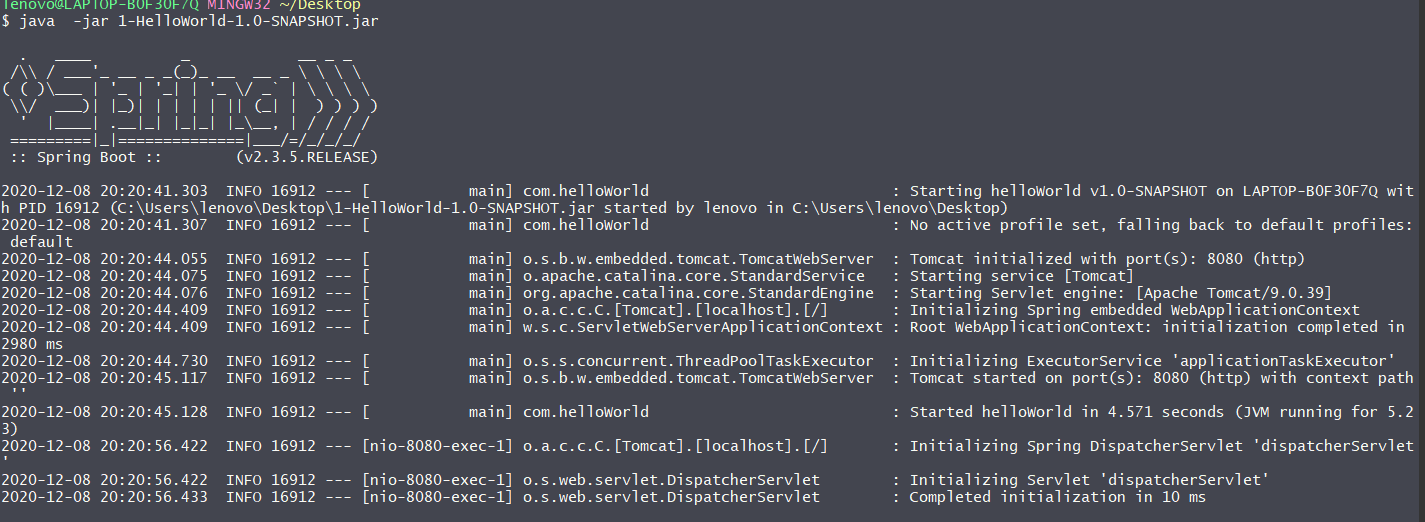 lenovo@LAPTOP-B0F30F7Q MINGW32 ~/Desktop
$ java  -jar 1-HelloWorld-1.0-SNAPSHOT.jar
  .   ____          _            __ _ _
 /\\ / ___'_ __ _ _(_)_ __  __ _ \ \ \ \
( ( )\___ | '_ | '_| | '_ \/ _` | \ \ \ \
 \\/  ___)| |_)| | | | | || (_| |  ) ) ) )
  '  |____| .__|_| |_|_| |_\__, | / / / /
 =========|_|==============|___/=/_/_/_/
 :: Spring Boot ::        (v2.3.5.RELEASE)
2020-12-08 20:20:41.303  INFO 16912 --- [           main] com.helloWorld                           : Starting helloWorld v1.0-SNAPSHOT on LAPTOP-B0F30F7Q wit
h PID 16912 (C:\Users\lenovo\Desktop\1-HelloWorld-1.0-SNAPSHOT.jar started by lenovo in C:\Users\lenovo\Desktop)
2020-12-08 20:20:41.307  INFO 16912 --- [           main] com.helloWorld                           : No active profile set, falling back to default profiles:
 default
2020-12-08 20:20:44.055  INFO 16912 --- [           main] o.s.b.w.embedded.tomcat.TomcatWebServer  : Tomcat initialized with port(s): 8080 (http)
2020-12-08 20:20:44.075  INFO 16912 --- [           main] o.apache.catalina.core.StandardService   : Starting service [Tomcat]
2020-12-08 20:20:44.076  INFO 16912 --- [           main] org.apache.catalina.core.StandardEngine  : Starting Servlet engine: [Apache Tomcat/9.0.39]
2020-12-08 20:20:44.409  INFO 16912 --- [           main] o.a.c.c.C.[Tomcat].[localhost].[/]       : Initializing Spring embedded WebApplicationContext
2020-12-08 20:20:44.409  INFO 16912 --- [           main] w.s.c.ServletWebServerApplicationContext : Root WebApplicationContext: initialization completed in
2980 ms
2020-12-08 20:20:44.730  INFO 16912 --- [           main] o.s.s.concurrent.ThreadPoolTaskExecutor  : Initializing ExecutorService 'applicationTaskExecutor'
2020-12-08 20:20:45.117  INFO 16912 --- [           main] o.s.b.w.embedded.tomcat.TomcatWebServer  : Tomcat started on port(s): 8080 (http) with context path
 ''
2020-12-08 20:20:45.128  INFO 16912 --- [           main] com.helloWorld                           : Started helloWorld in 4.571 seconds (JVM running for 5.2
3)
2020-12-08 20:20:56.422  INFO 16912 --- [nio-8080-exec-1] o.a.c.c.C.[Tomcat].[localhost].[/]       : Initializing Spring DispatcherServlet 'dispatcherServlet
'
2020-12-08 20:20:56.422  INFO 16912 --- [nio-8080-exec-1] o.s.web.servlet.DispatcherServlet        : Initializing Servlet 'dispatcherServlet'
2020-12-08 20:20:56.433  INFO 16912 --- [nio-8080-exec-1] o.s.web.servlet.DispatcherServlet        : Completed initialization in 10 ms